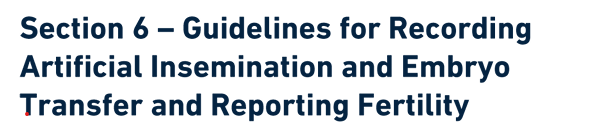 Section 6 – Guidelines for Recording
Artificial Insemination and Embryo
Transfer and Reporting Fertility